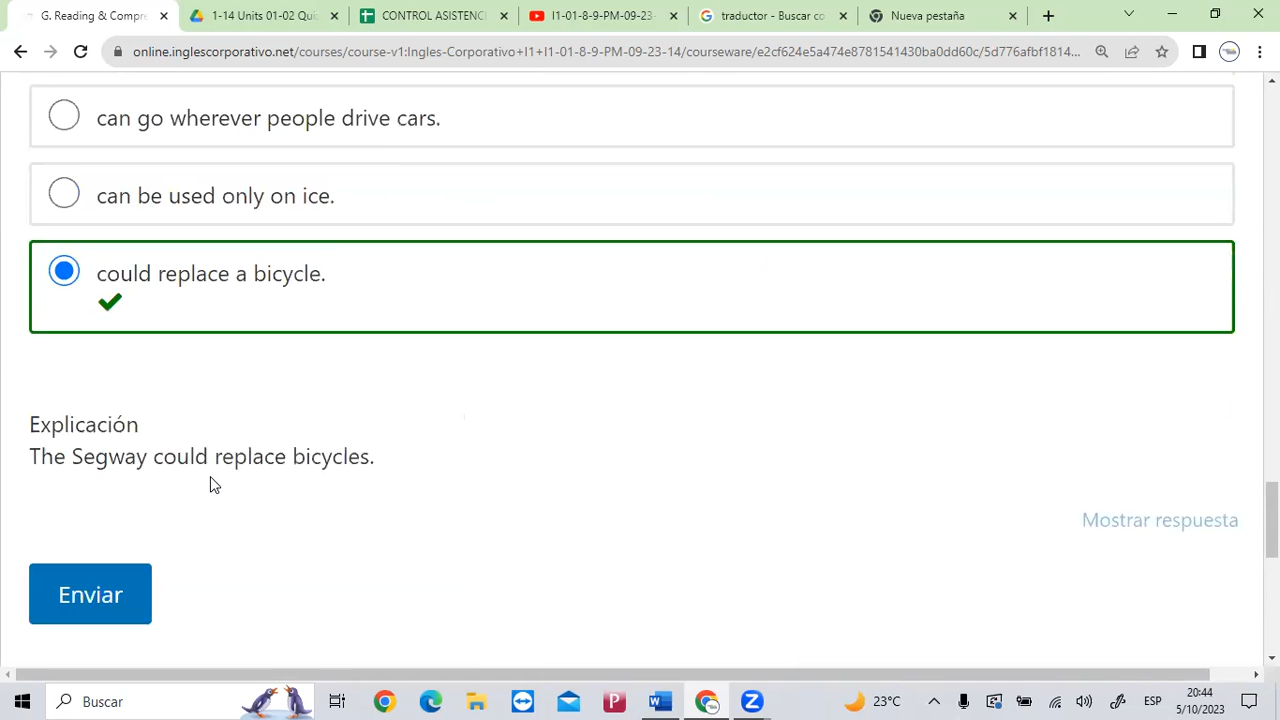 G. Reading & Compre
1-14 Units 01-02 Quiz
CONTROL ASISTENC
I1-01-8-9-PM-09-23-
traductor - Buscar co
Nueva pestaña
online.inglescorporativo.net/courses/course-v1:Ingles-Corporativo+I1+I1-01-8-9-PM-09-23-14/courseware/e2cf624e5a474e8781541430ba0dd60c/5d776afbf1814...
can go wherever people drive cars.
can be used only on ice.
could replace a bicycle.
Explicación
The Segway could replace bicycles.
Mostrar respuesta
Enviar
Buscar
23°C
ESP
20:44
5/10/2023